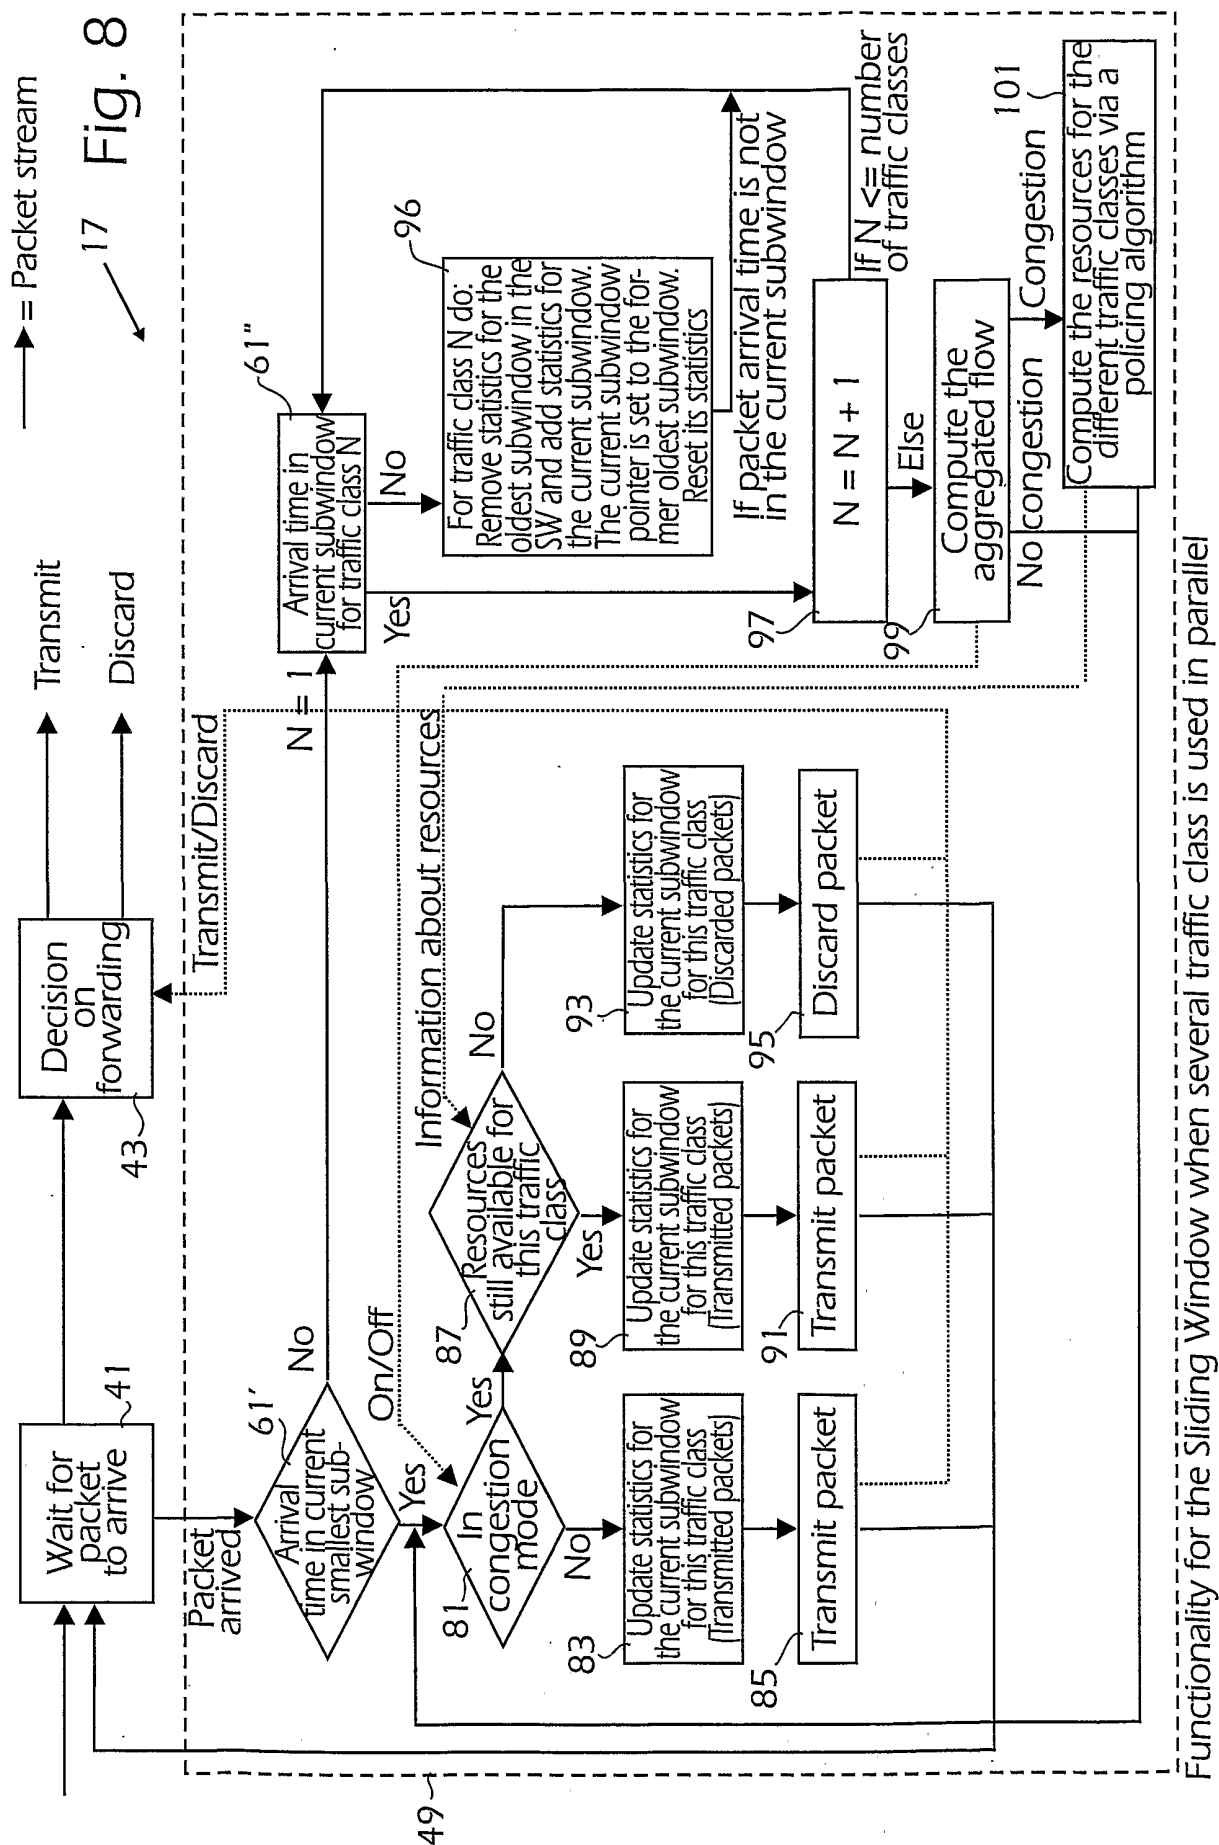 = Packet stream
Fig. 8
17
Wait for
packet
to arrive
41
Decision
on
forwarding
43
Transmit
Discard
Packet
arrived
Transmit/Discard
Arrival
time in current
smallest sub-
window
61'
No
Yes
N = 1
Arrival time in
current subwindow
for traffic class N
61"
No
Yes
On/Off
Information about resources
In
congestion
mode
81
Yes
No
Resources
still available for
this traffic
class
87
No
Yes
For traffic class N do:
Remove statistics for the
oldest subwindow in the
SW and add statistics for
the current subwindow.
The current subwindow
pointer is set to the for-
mer oldest subwindow.
Reset its statistics
96
If packet arrival time is not
in the current subwindow
83
Update statistics for
the current subwindow
for this traffic class
(Transmitted packets)
89
Update statistics for
the current subwindow
for this traffic class
(Transmitted packets)
93
Update statistics for
the current subwindow
for this traffic class
(Discarded packets)
85
Transmit packet
91
Transmit packet
95
Discard packet
97
N = N + 1
If N <= number
of traffic classes
Else
99
Compute the
aggregated flow
No congestion
Congestion
101
Compute the resources for the
different traffic classes via a
policing algorithm
49
Functionality for the Sliding Window when several traffic class is used in parallel